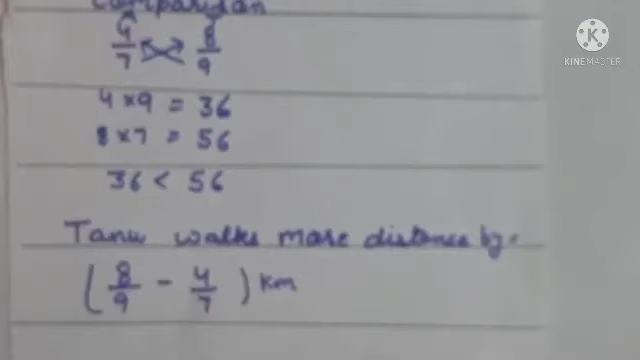 Comparison
4/7 8/9
K
KINEMASTER
4 × 9 = 36
8 × 7 = 56
36 < 56
Tanu walks more distance by:
(8/9 - 4/7) km